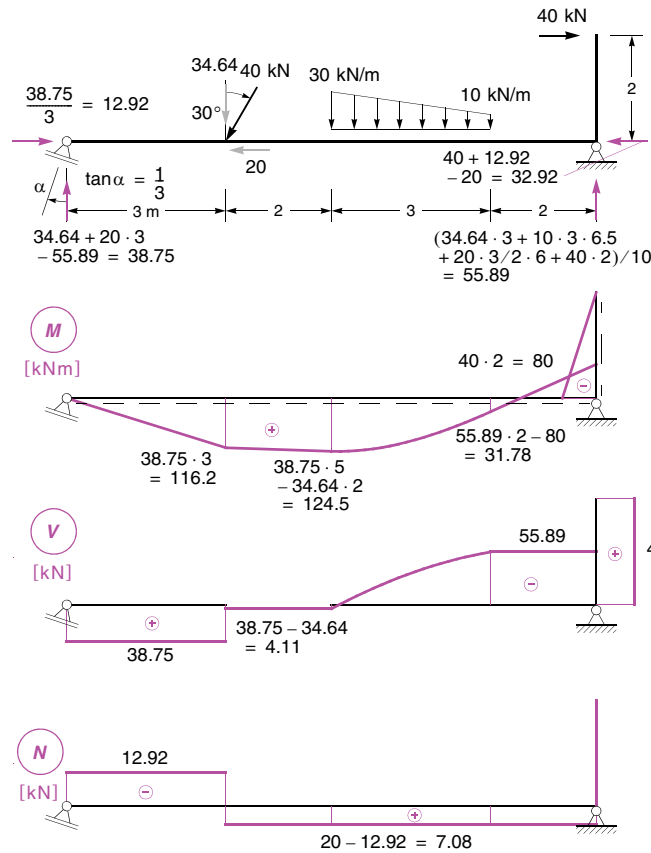 40 kN
34.64 40 kN
30 kN/m
10 kN/m
38.75
3
= 12.92
30°
2
20
40 + 12.92
− 20 = 32.92
α
tanα = 1
3
3 m
2
3
2
34.64 + 20 · 3
− 55.89 = 38.75
(34.64 · 3 + 10 · 3 · 6.5
+ 20 · 3/2 · 6 + 40 · 2)/10
= 55.89
M
[kNm]
40 · 2 = 80
−
+
38.75 · 3
= 116.2
38.75 · 5
− 34.64 · 2
= 124.5
55.89 · 2 − 80
= 31.78
V
[kN]
55.89
+
−
+
38.75
38.75 − 34.64
= 4.11
N
[kN]
12.92
−
+
20 − 12.92 = 7.08